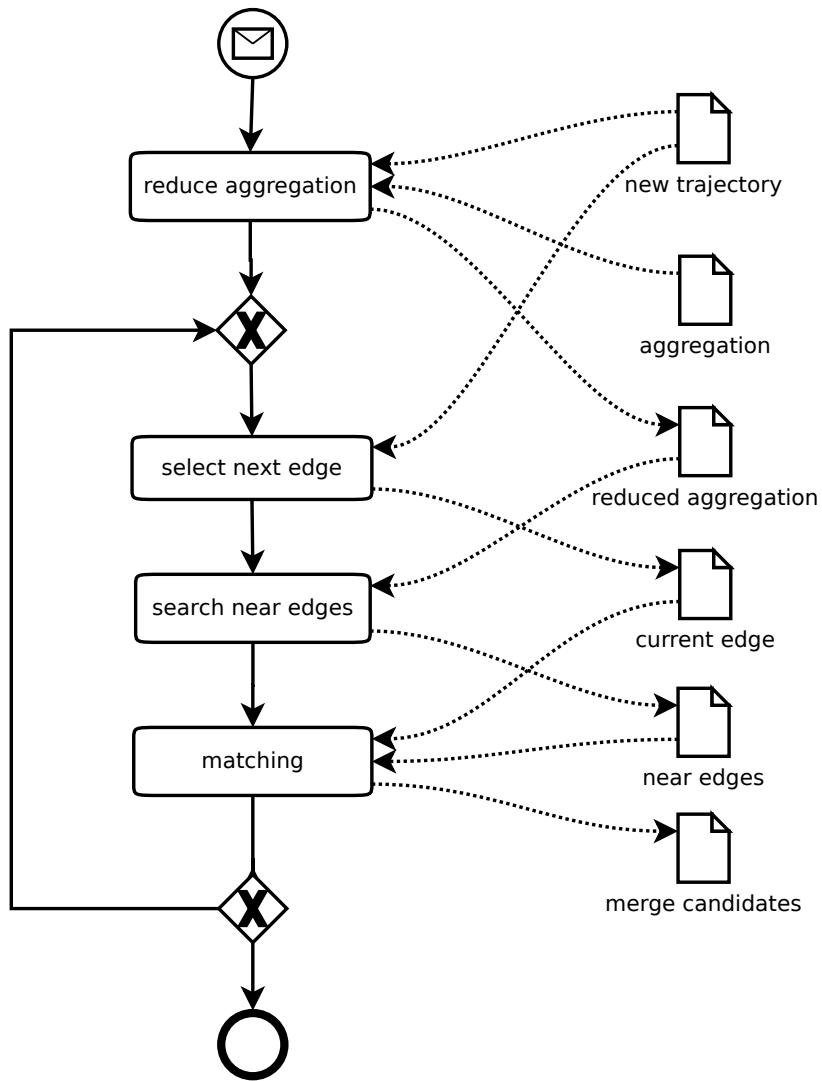 reduce aggregation
new trajectory
aggregation
X
select next edge
reduced aggregation
search near edges
current edge
matching
near edges
merge candidates
X